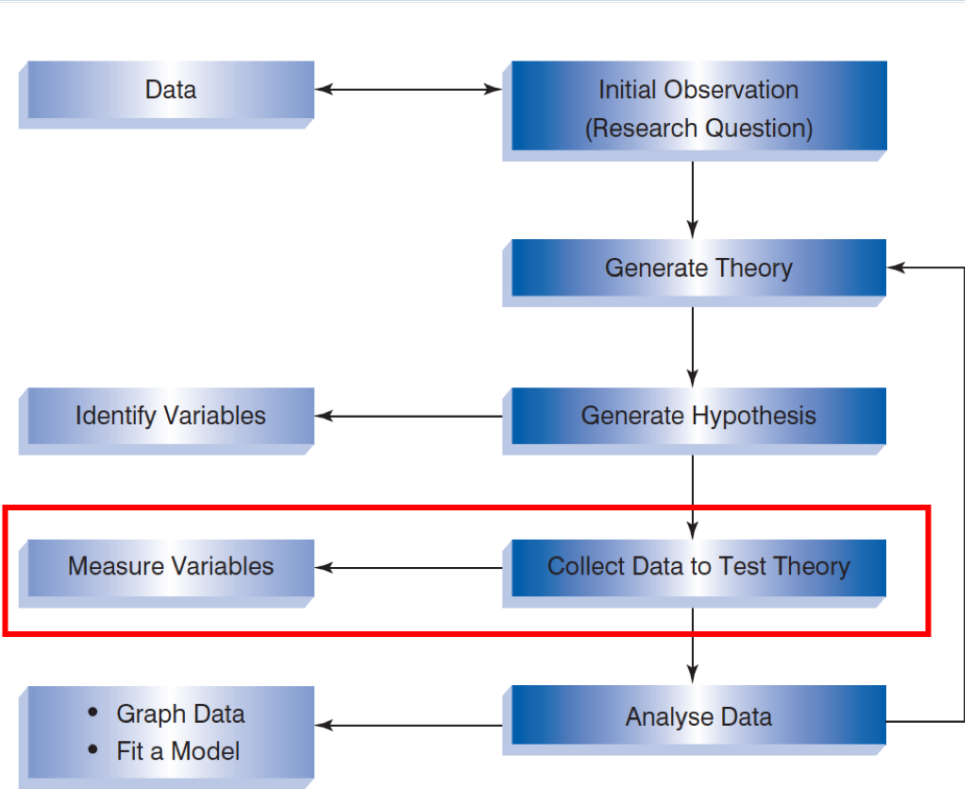 Data
Initial Observation
(Research Question)
Generate Theory
Identify Variables
Generate Hypothesis
Measure Variables
Collect Data to Test Theory
• Graph Data
• Fit a Model
Analyse Data